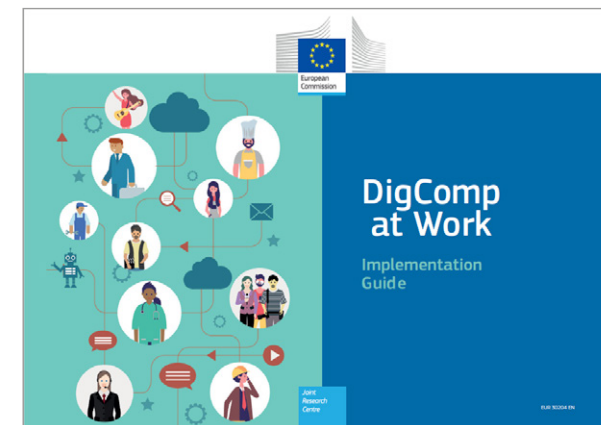 European
Commission
DigComp
at Work
Implementation
Guide
Joint
Research
Centre
EUR 30204 EN